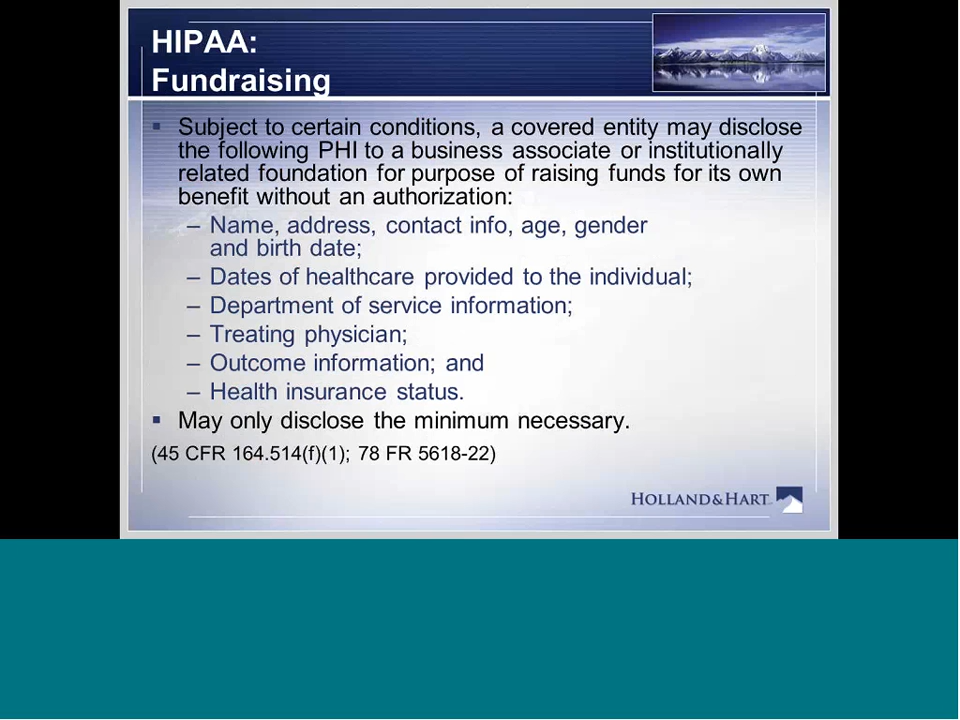 HIPAA:
Fundraising
▪ Subject to certain conditions, a covered entity may disclose
the following PHI to a business associate or institutionally
related foundation for purpose of raising funds for its own
benefit without an authorization:
– Name, address, contact info, age, gender
and birth date;
– Dates of healthcare provided to the individual;
– Department of service information;
– Treating physician;
– Outcome information; and
– Health insurance status.
▪ May only disclose the minimum necessary.
(45 CFR 164.514(f)(1); 78 FR 5618-22)
HOLLAND&HART